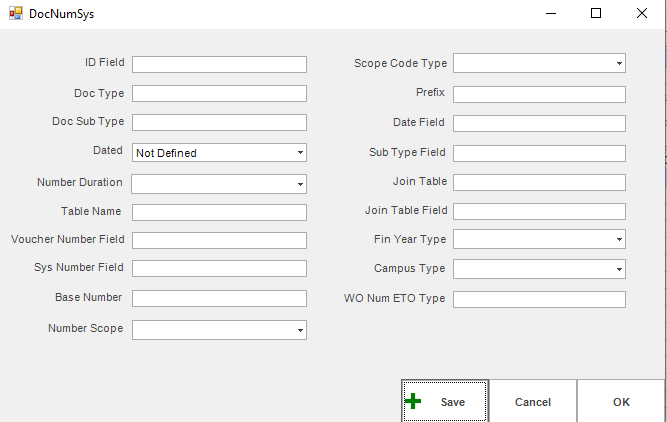 DocNumSys
ID Field
Doc Type
Doc Sub Type
Dated Not Defined
Number Duration
Table Name
Voucher Number Field
Sys Number Field
Base Number
Number Scope
Scope Code Type
Prefix
Date Field
Sub Type Field
Join Table
Join Table Field
Fin Year Type
Campus Type
WO Num ETO Type
Save Cancel OK